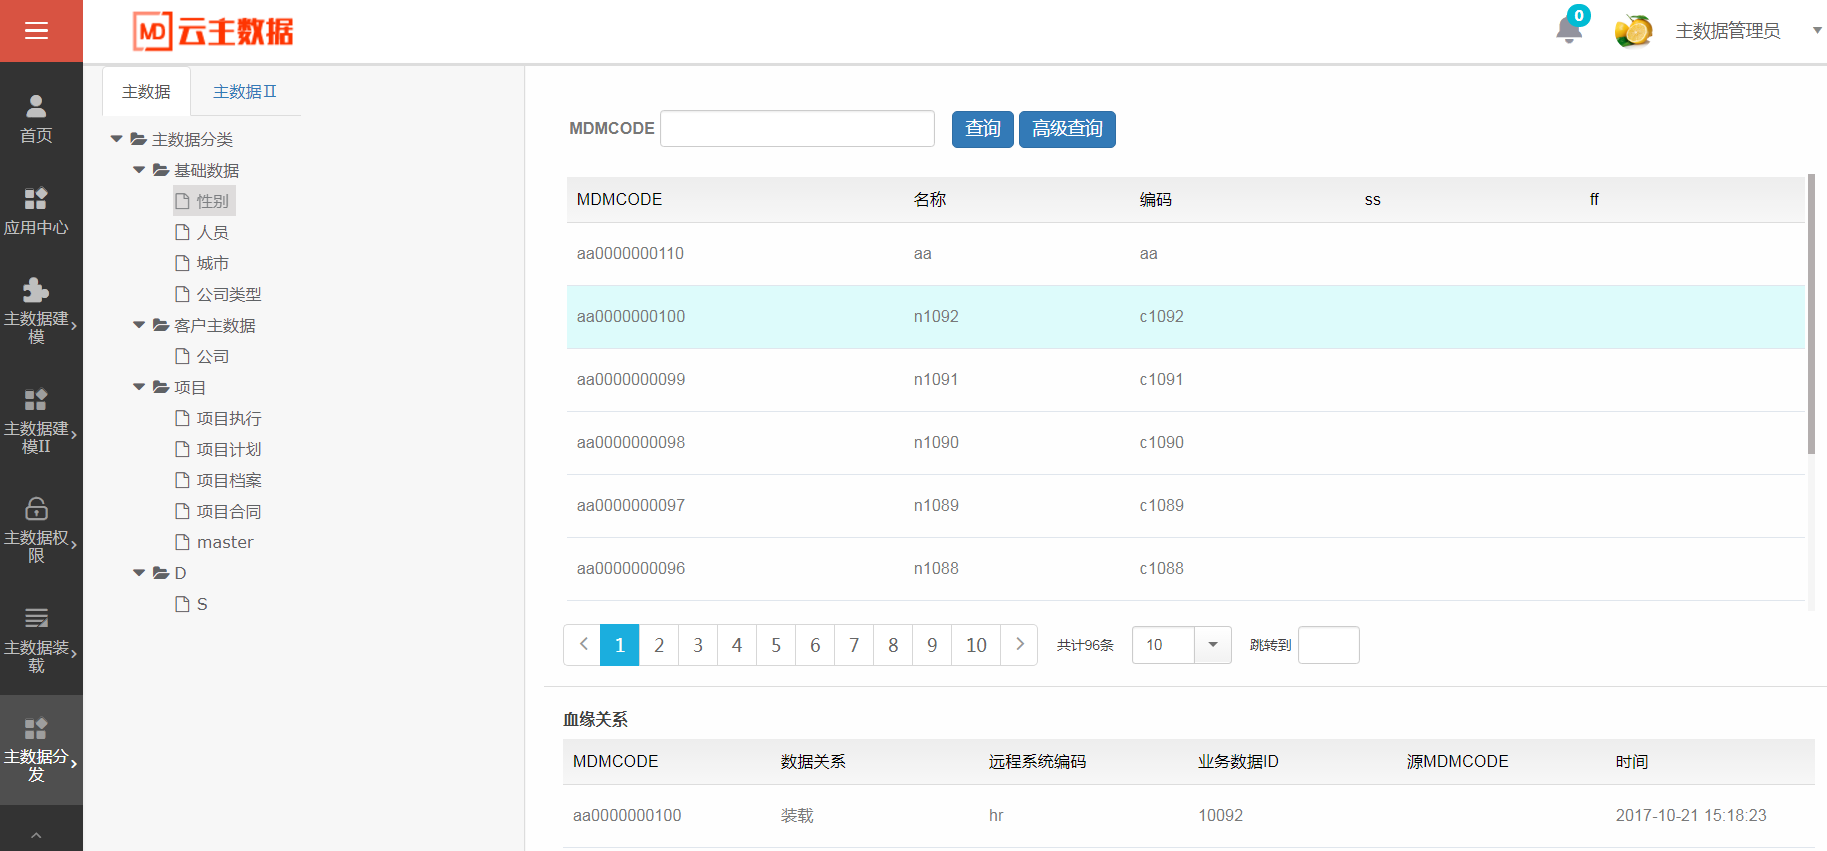 MD 云主数据
0
主数据管理员
首页
应用中心
主数据建
模
主数据建
模II
主数据权
限
主数据装
载
主数据分
发
主数据
主数据II
主数据分类
基础数据
性别
人员
城市
公司类型
客户主数据
公司
项目
项目执行
项目计划
项目档案
项目合同
master
D
S
MDMCODE
查询
高级查询
MDMCODE 名称 编码 ss ff
aa0000000110 aa aa
aa0000000100 n1092 c1092
aa0000000099 n1091 c1091
aa0000000098 n1090 c1090
aa0000000097 n1089 c1089
aa0000000096 n1088 c1088
1 2 3 4 5 6 7 8 9 10 共计96条 10 跳转到
血缘关系
MDMCODE 数据关系 远程系统编码 业务数据ID 源MDMCODE 时间
aa0000000100 装载 hr 10092 2017-10-21 15:18:23